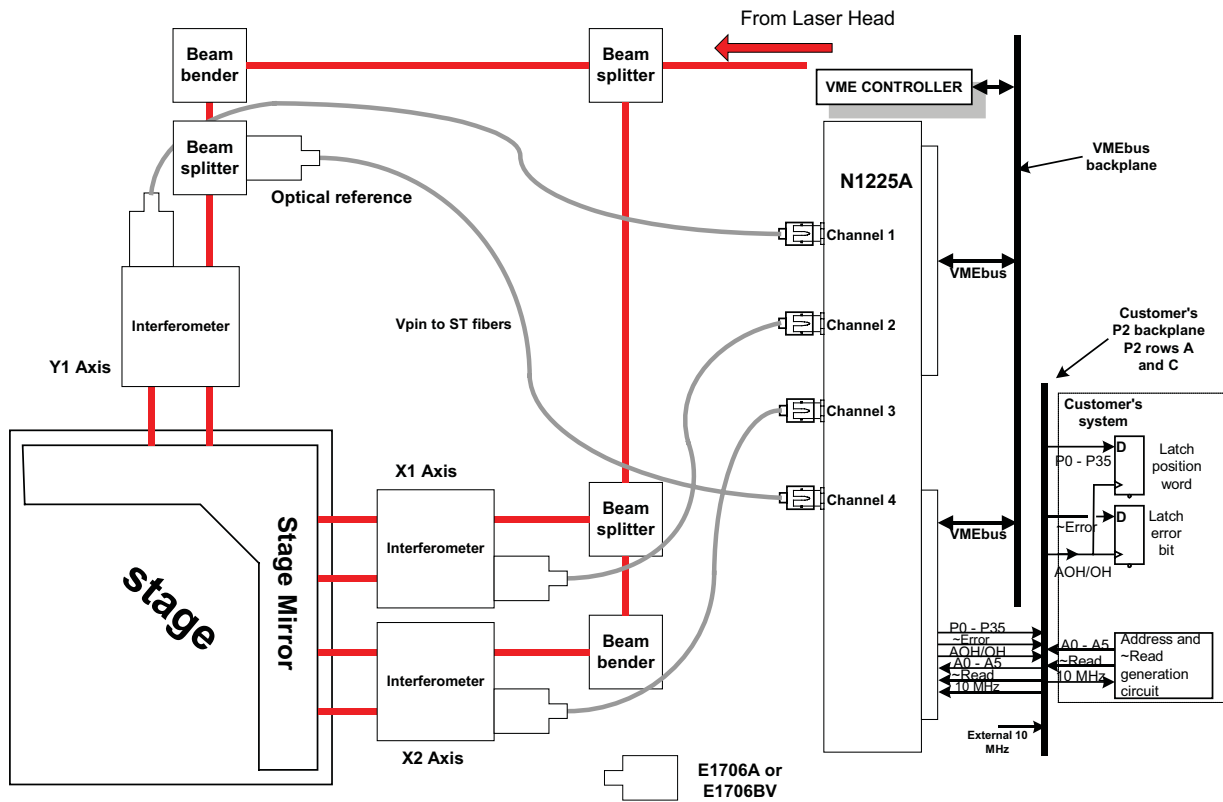 From Laser Head
Beam
bender
Beam
splitter
VME CONTROLLER
VMEbus
backplane
Beam
splitter
Optical reference
N1225A
Channel 1
VMEbus
Interferometer
Vpin to ST fibers
Channel 2
Customer's
P2 backplane
P2 rows A
and C
Y1 Axis
Channel 3
Customer's
system
D
P0 - P35
Latch
position
word
X1 Axis
Channel 4
Beam
splitter
D
~Error
Latch
error
bit
VMEbus
AOH/OH
Interferometer
stage
Stage Mirror
Beam
bender
Interferometer
P0 - P35
~Error
AOH/OH
A0 - A5
~Read
10 MHz
A0 - A5
~Read
10 MHz
Address and
~Read
generation
circuit
External 10
MHz
X2 Axis
E1706A or
E1706BV